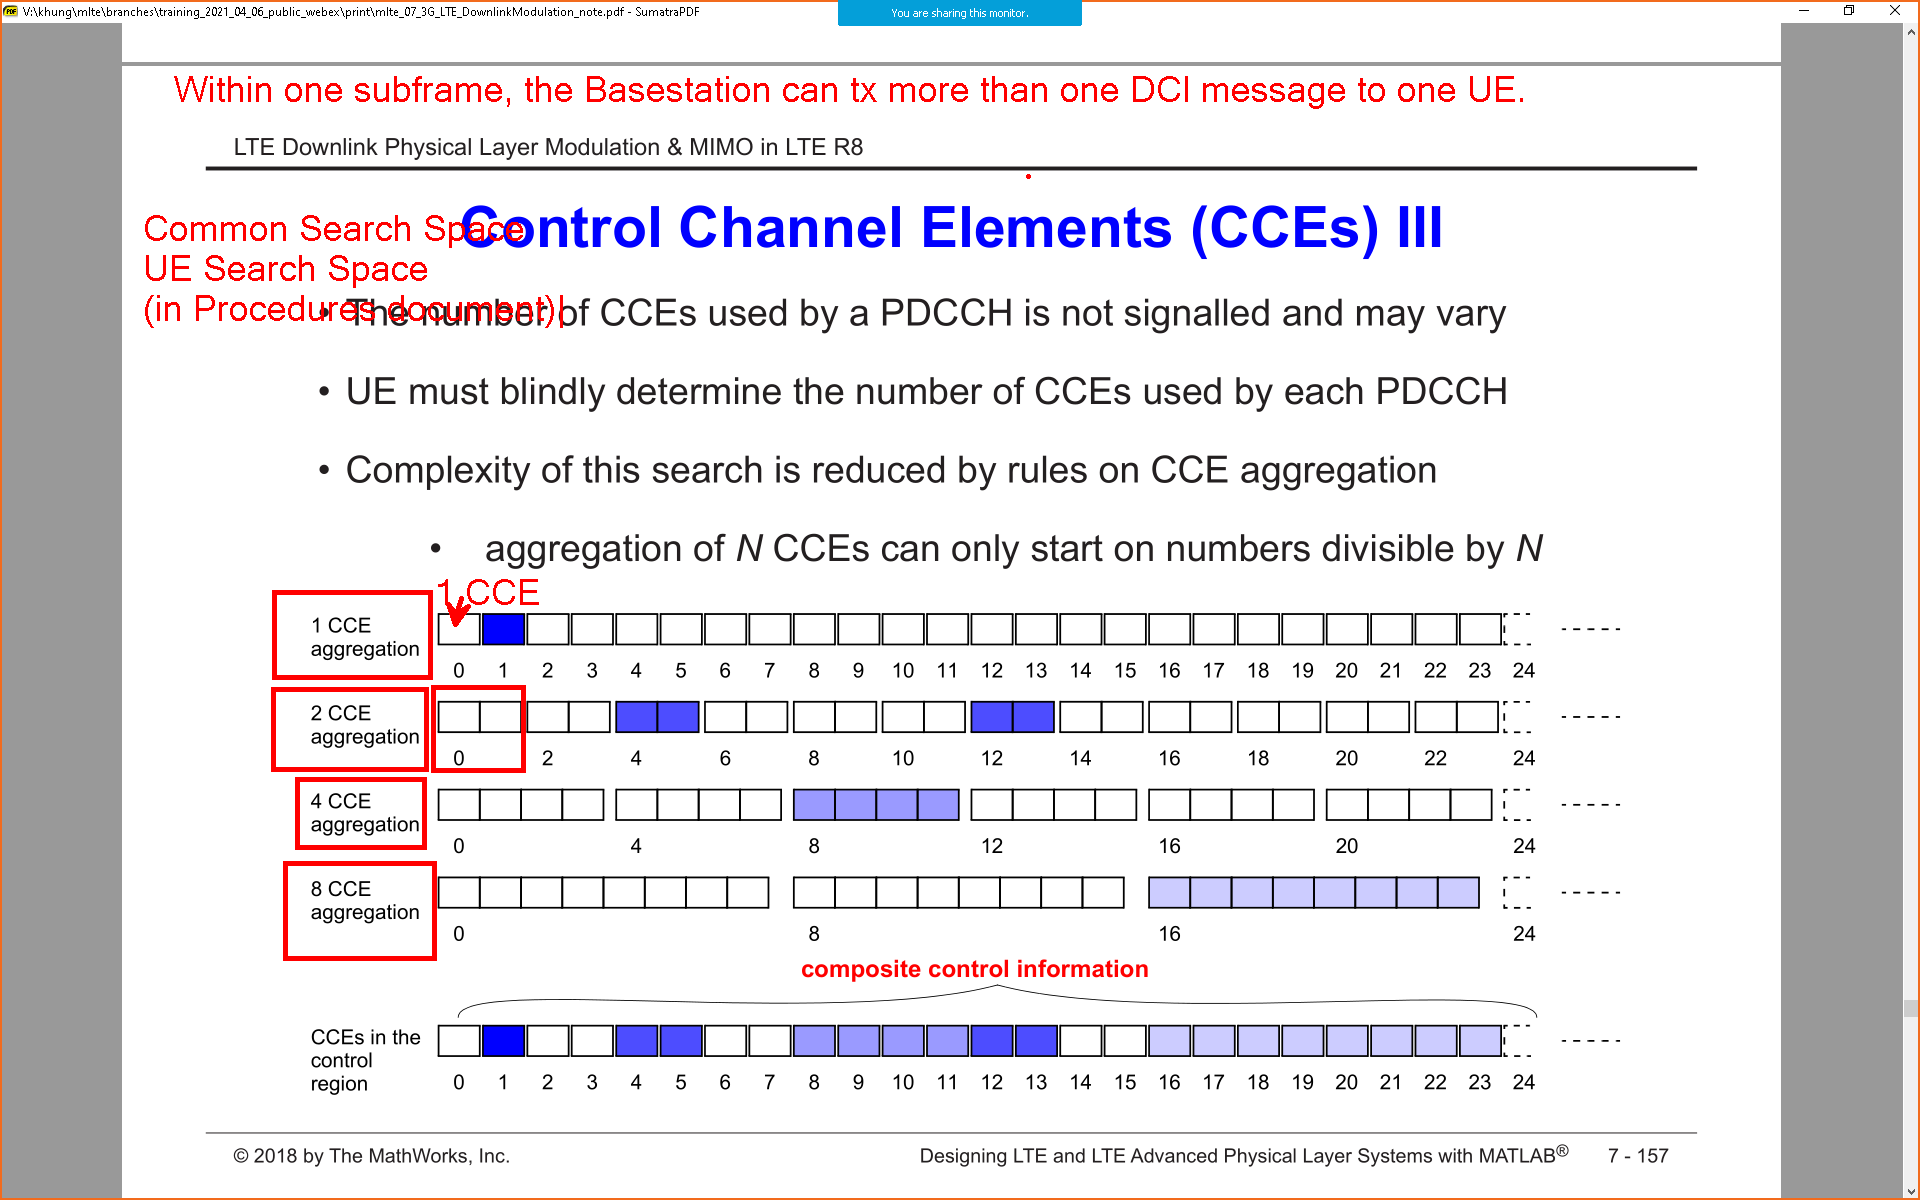 V:\khung\mlte\branches\training_2021_04_06_public_webex\print\mlte_07_3G_LTE_DownlinkModulation_note.pdf - SumatraPDF
You are sharing this monitor.
Within one subframe, the Basestation can tx more than one DCI message to one UE.
LTE Downlink Physical Layer Modulation & MIMO in LTE R8
Control Channel Elements (CCEs) III
Common Search Space
UE Search Space
(in Procedures document)
• The number of CCEs used by a PDCCH is not signalled and may vary
• UE must blindly determine the number of CCEs used by each PDCCH
• Complexity of this search is reduced by rules on CCE aggregation
• aggregation of N CCEs can only start on numbers divisible by N
1 CCE
1 CCE
aggregation
0 1 2 3 4 5 6 7 8 9 10 11 12 13 14 15 16 17 18 19 20 21 22 23 24
2 CCE
aggregation
0 2 4 6 8 10 12 14 16 18 20 22 24
4 CCE
aggregation
0 4 8 12 16 20 24
8 CCE
aggregation
0 8 16 24
composite control information
CCEs in the
control
region
0 1 2 3 4 5 6 7 8 9 10 11 12 13 14 15 16 17 18 19 20 21 22 23 24
© 2018 by The MathWorks, Inc.
Designing LTE and LTE Advanced Physical Layer Systems with MATLAB® 7 - 157